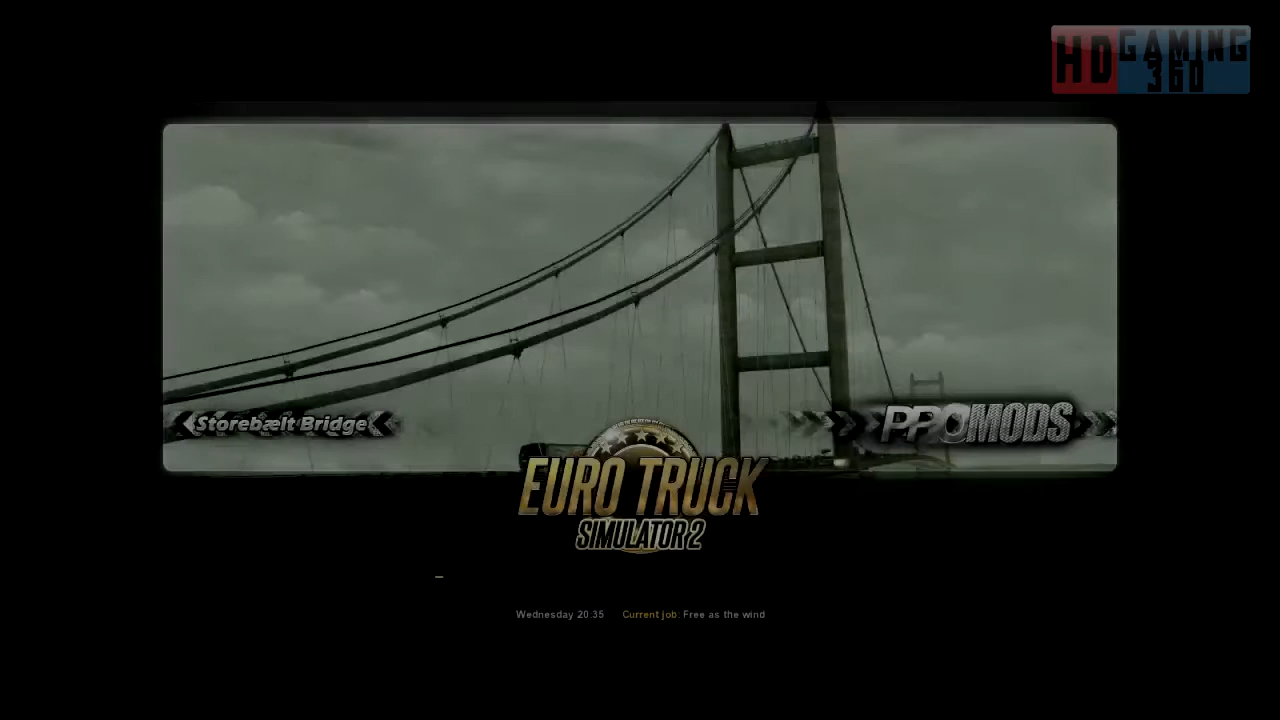 HD GAMING
360
Storebælt Bridge
PROMODS
EURO TRUCK
SIMULATOR 2
Wednesday 20:35 Current job: Free as the wind